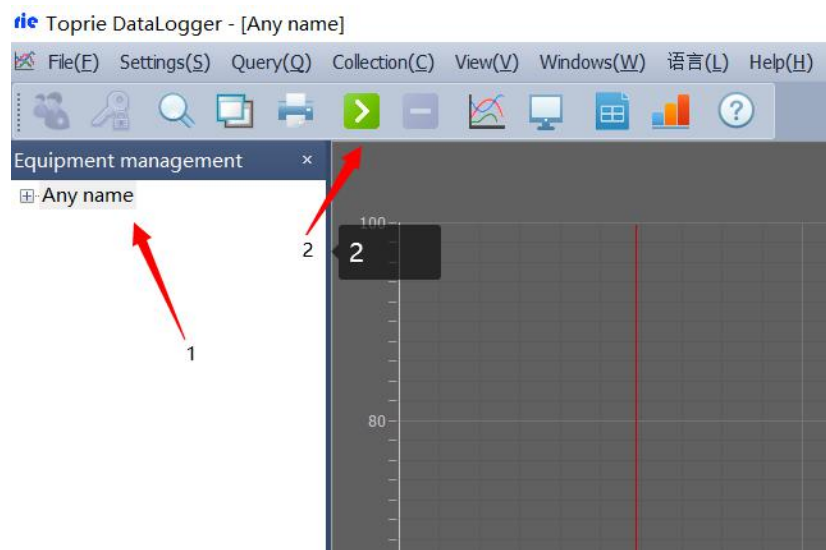 rie Toprie DataLogger - [Any name]
File(F) Settings(S) Query(Q) Collection(C) View(V) Windows(W) 语言(L) Help(H)
?
Equipment management ×
Any name
100
2
2
1
80